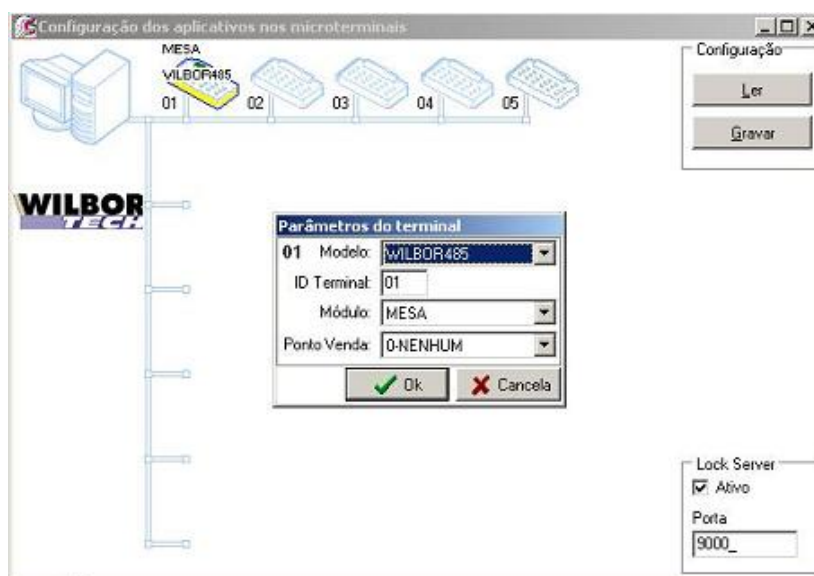 Configuração dos aplicativos nos microterminais
MESA
WILBOR485
01
02
03
04
05
Configuração
Ler
Gravar
WILBOR
TECH
Parâmetros do terminal
01 Modelo: WILBOR485
ID Terminal: 01
Módulo: MESA
Ponto Venda: 0-NENHUM
Ok
Cancela
Lock Server
Ativo
Porta
9000_